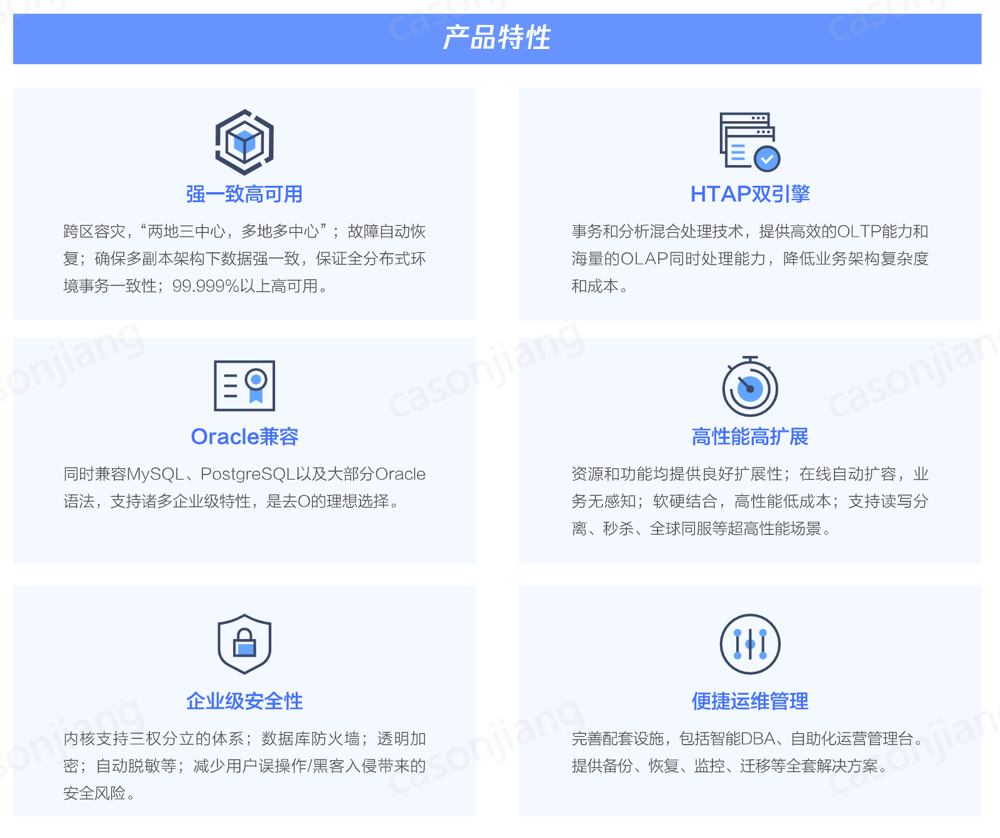 产品特性
强一致高可用
跨区容灾，“两地三中心，多地多中心”；故障自动恢
复；确保多副本架构下数据强一致，保证全分布式环
境事务一致性；99.999%以上高可用。
HTAP双引擎
事务和分析混合处理技术，提供高效的OLTP能力和
海量的OLAP同时处理能力，降低业务架构复杂度
和成本。
Oracle兼容
同时兼容MySQL、PostgreSQL以及大部分Oracle
语法，支持诸多企业级特性，是去O的理想选择。
高性能高扩展
资源和功能均提供良好扩展性；在线自动扩容，业
务无感知；软硬结合，高性能低成本；支持读写分
离、秒杀、全球同服等超高性能场景。
企业级安全性
内核支持三权分立的体系；数据库防火墙；透明加
密；自动脱敏等；减少用户误操作/黑客入侵带来的
安全风险。
便捷运维管理
完善配套设施，包括智能DBA、自助化运营管理台。
提供备份、恢复、监控、迁移等全套解决方案。
casonjiang
casonjiang
casonjiang
casonjiang
casonjiang
casonjiang